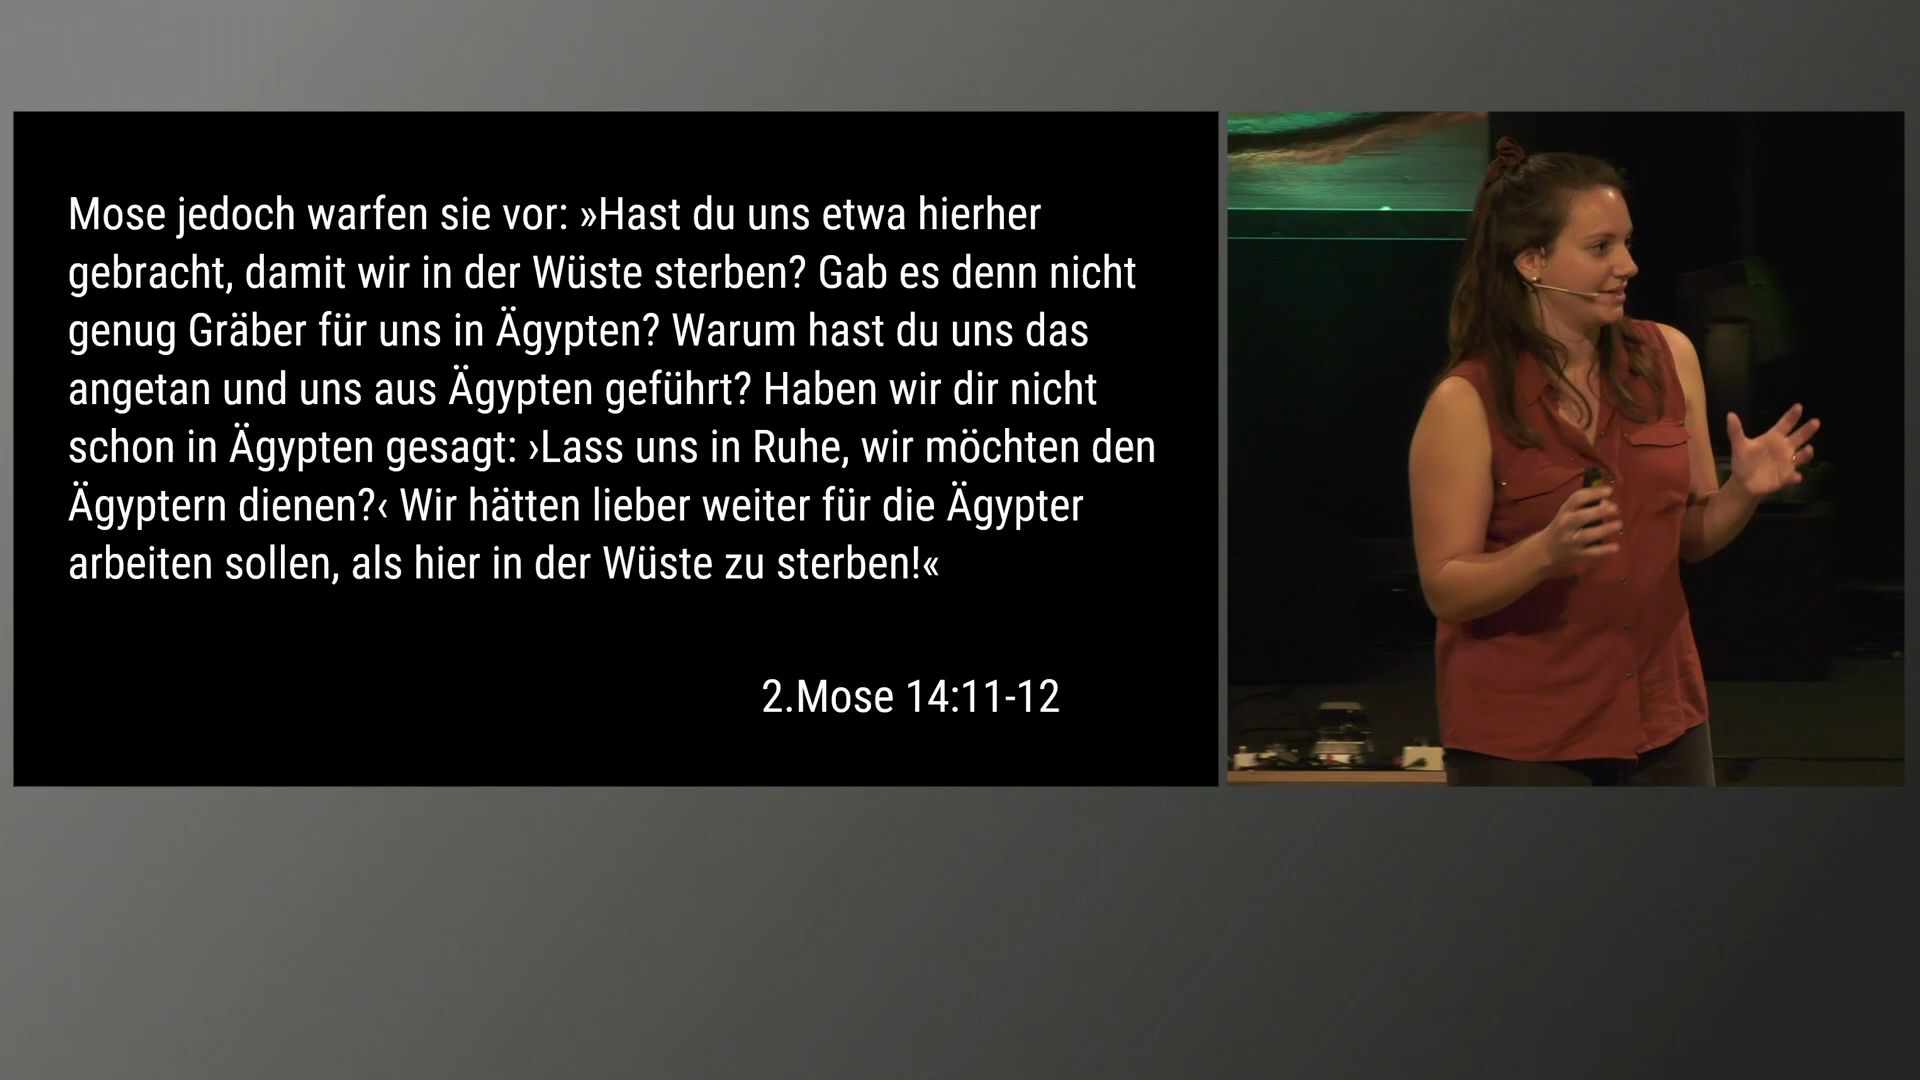 Mose jedoch warfen sie vor: »Hast du uns etwa hierher
gebracht, damit wir in der Wüste sterben? Gab es denn nicht
genug Gräber für uns in Ägypten? Warum hast du uns das
angetan und uns aus Ägypten geführt? Haben wir dir nicht
schon in Ägypten gesagt: ›Lass uns in Ruhe, wir möchten den
Ägyptern dienen?‹ Wir hätten lieber weiter für die Ägypter
arbeiten sollen, als hier in der Wüste zu sterben!«
2.Mose 14:11-12